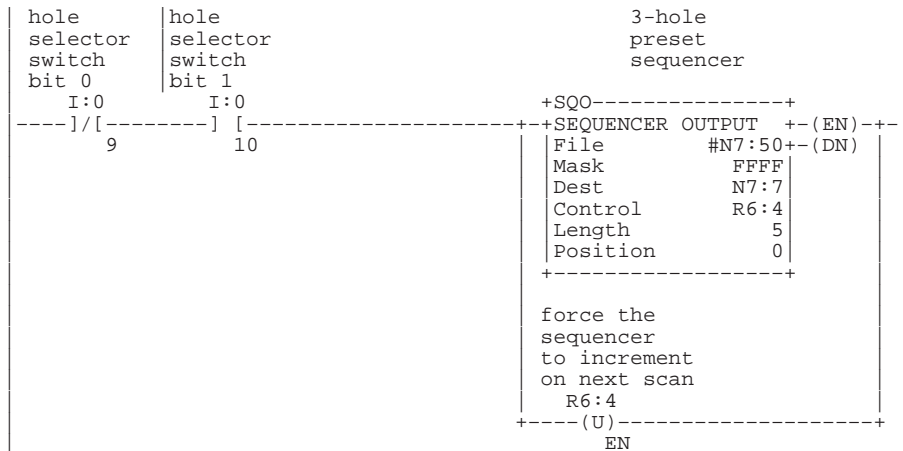 | hole       |hole                               3-hole
| selector   |selector                           preset
| switch     |switch                             sequencer
| bit 0      |bit 1
|    I:0         I:0                       +SQO---------------+
|----]/[--------] [----------------------+-+SEQUENCER OUTPUT  +-(EN)-+-
|      9          10                     | |File        #N7:50+-(DN) |
|                                        | |Mask          FFFF|      |
|                                        | |Dest          N7:7|      |
|                                        | |Control       R6:4|      |
|                                        | |Length           5|      |
|                                        | |Position         0|      |
|                                        | +------------------+      |
|                                        |                           |
|                                        | force the                 |
|                                        | sequencer                 |
|                                        | to increment              |
|                                        | on next scan              |
|                                        |   R6:4                    |
|                                        +----(U)--------------------+
|                                              EN